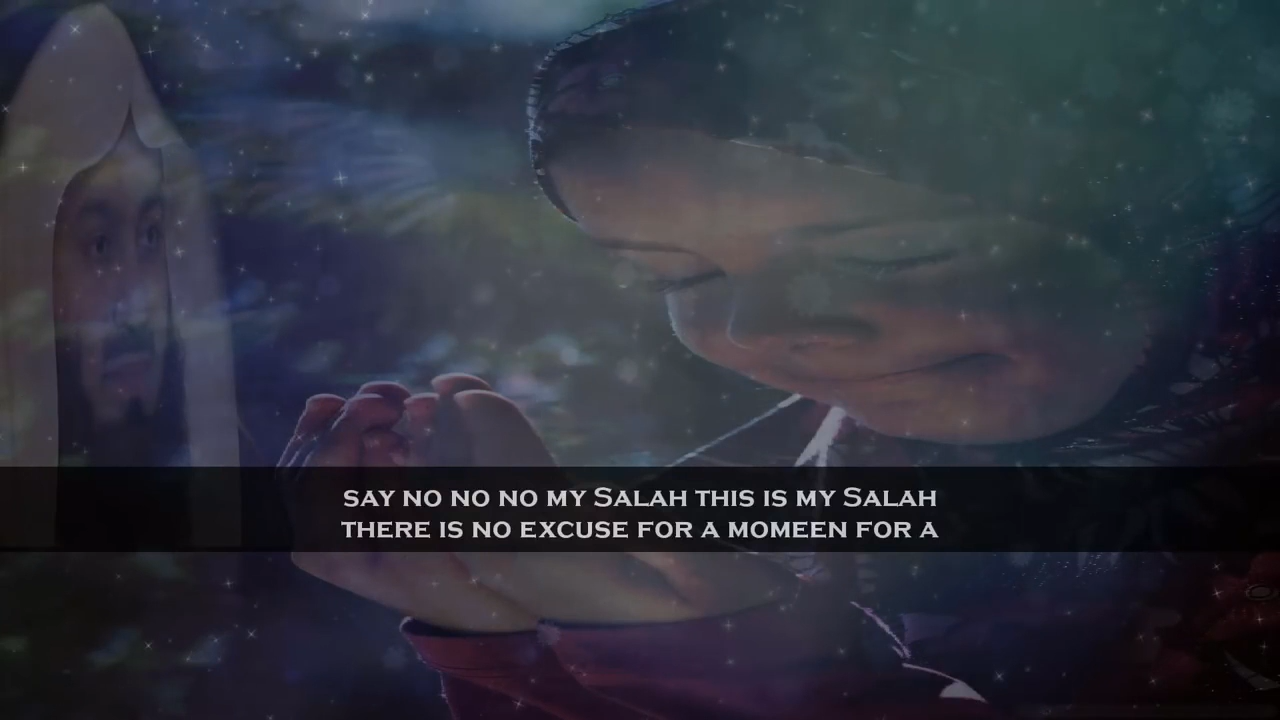 SAY NO NO NO MY SALAH THIS IS MY SALAH
THERE IS NO EXCUSE FOR A MOMEEN FOR A